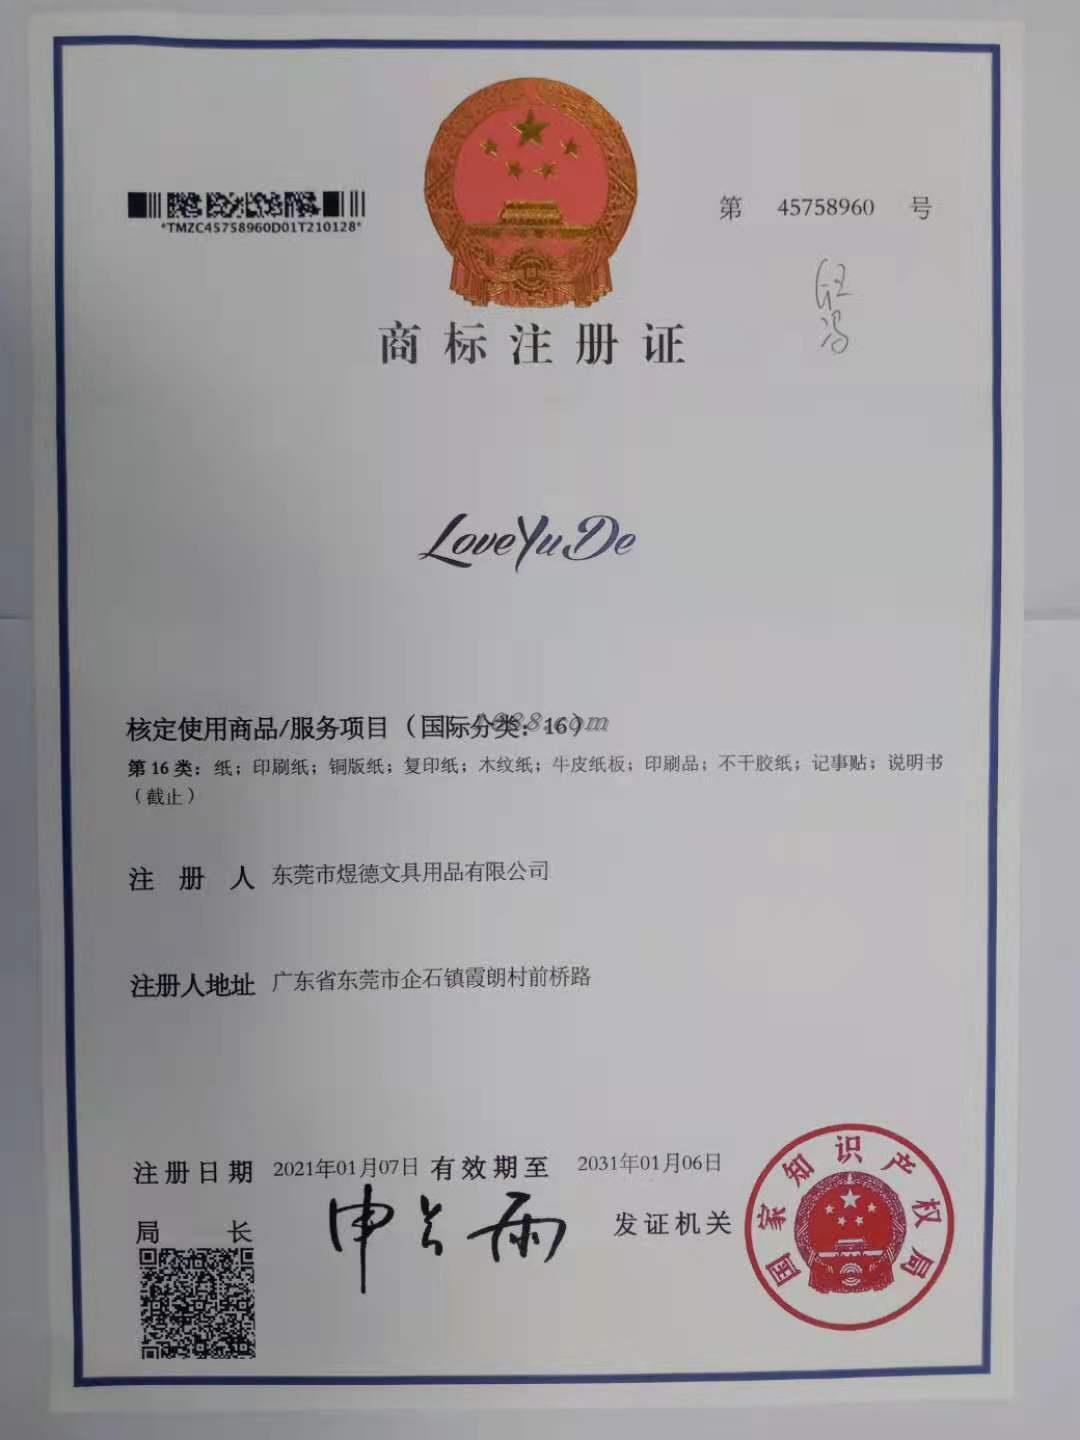 *TMZC45758960D01T210128*
第 45758960 号
商标注册证
LoveYuDe
核定使用商品/服务项目（国际分类：16）
1688.com
第16类：纸；印刷纸；铜版纸；复印纸；木纹纸；牛皮纸板；印刷品；不干胶纸；记事贴；说明书
（截止）
注册人 东莞市煜德文具用品有限公司
注册人地址 广东省东莞市企石镇霞朗村前桥路
注册日期 2021年01月07日 有效期至 2031年01月06日
局长 申长雨 发证机关
国家知识产权局